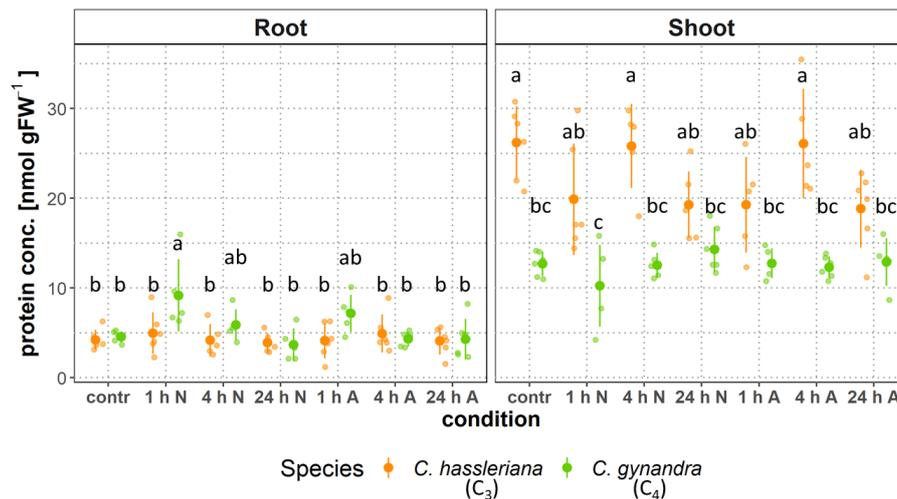 Root
Shoot
protein conc. [nmol gFW⁻¹ ]
30
20
10
0
b b b a b ab b b b ab b b b b
a bc ab c a bc ab bc ab bc a bc ab bc
contr 1 h N 4 h N 24 h N 1 h A 4 h A 24 h A
contr 1 h N 4 h N 24 h N 1 h A 4 h A 24 h A
condition
Species C. hassleriana C. gynandra
(C₃) (C₄)